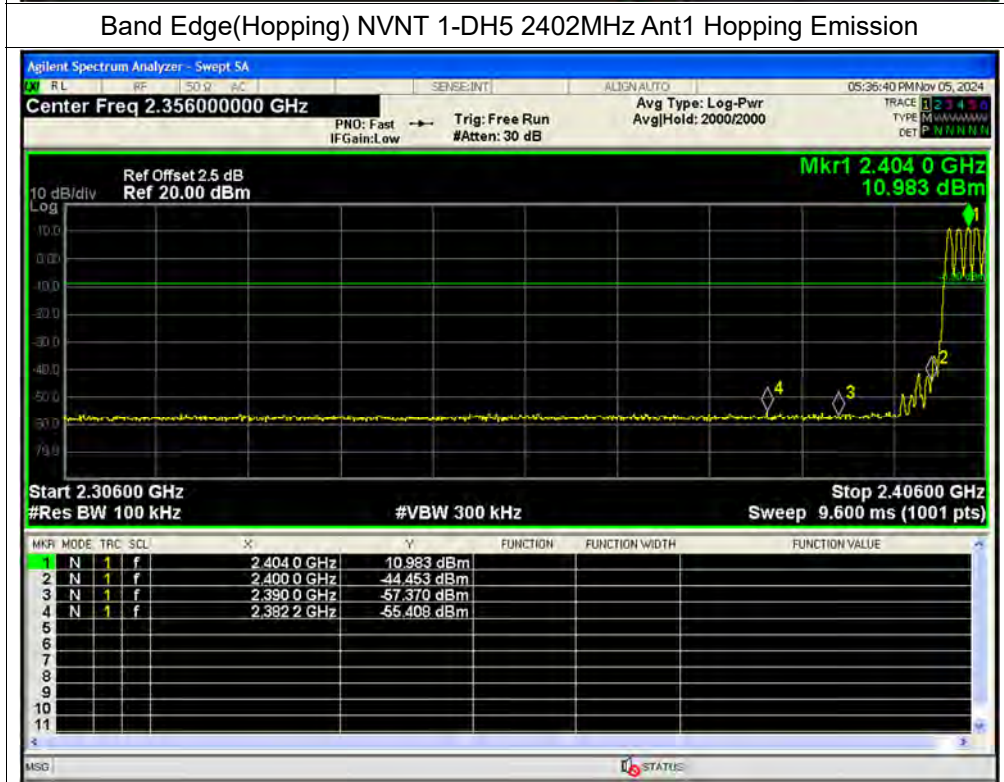 Band Edge(Hopping) NVNT 1-DH5 2402MHz Ant1 Hopping Emission
Agilent Spectrum Analyzer - Swept SA
LXI RL RF 50 Ω AC SENSE:INT ALIGN AUTO 05:36:40 PM Nov 05, 2024
Center Freq 2.356000000 GHz
PNO: Fast
IFGain:Low
Trig: Free Run
#Atten: 30 dB
Avg Type: Log-Pwr
Avg|Hold: 2000/2000
TRACE 1 2 3 4 5 6
TYPE M WWWWW
DET P N N N N N
Mkr1 2.404 0 GHz
10.983 dBm
Ref Offset 2.5 dB
10 dB/div Ref 20.00 dBm
Log
10.0
0.00
-10.0
-20.0
-30.0
-40.0
-50.0
-60.0
1
2
3
4
Start 2.30600 GHz Stop 2.40600 GHz
#Res BW 100 kHz #VBW 300 kHz Sweep 9.600 ms (1001 pts)
MKR MODE TRC SCL X Y FUNCTION FUNCTION WIDTH FUNCTION VALUE
1 N 1 f 2.404 0 GHz 10.983 dBm
2 N 1 f 2.400 0 GHz -44.453 dBm
3 N 1 f 2.390 0 GHz -57.370 dBm
4 N 1 f 2.382 2 GHz -55.408 dBm
5
6
7
8
9
10
11
MSG STATUS